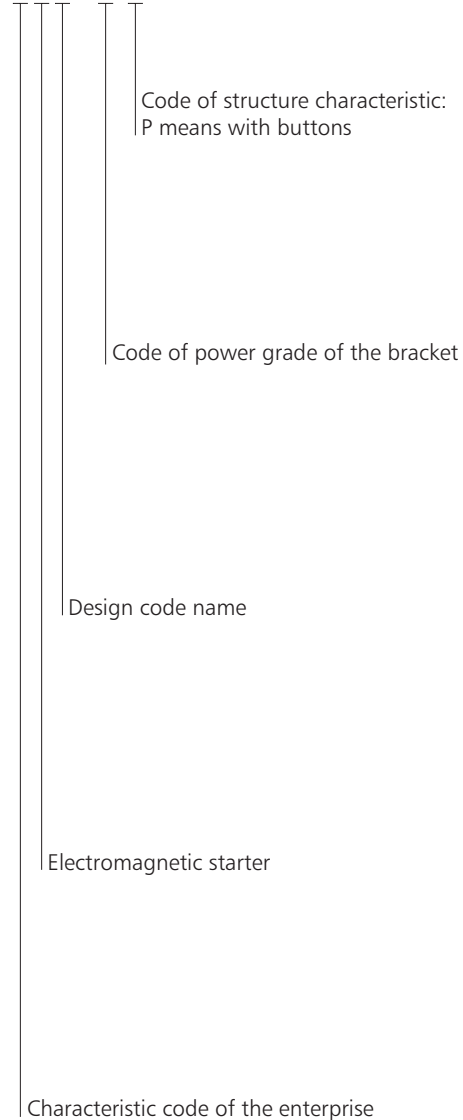 Code of structure characteristic:
P means with buttons
Code of power grade of the bracket
Design code name
Electromagnetic starter
Characteristic code of the enterprise